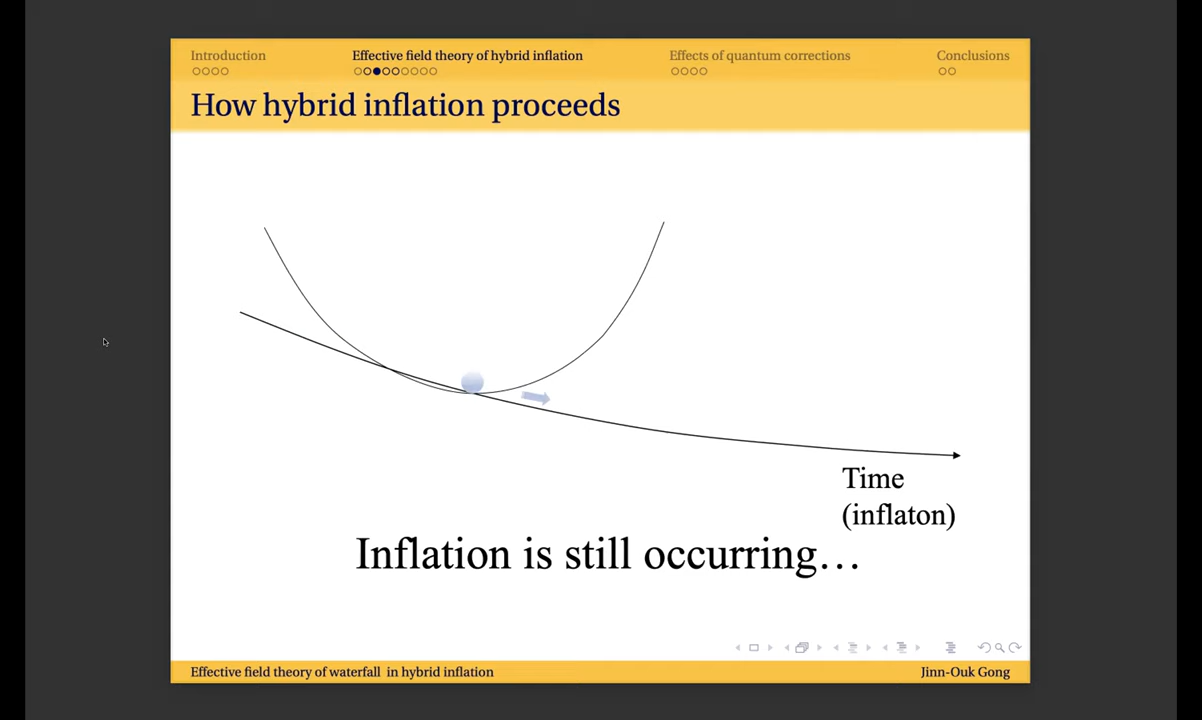 Introduction
Effective field theory of hybrid inflation
Effects of quantum corrections
Conclusions
How hybrid inflation proceeds
Time
(inflaton)
Inflation is still occurring…
Effective field theory of waterfall in hybrid inflation
Jinn-Ouk Gong